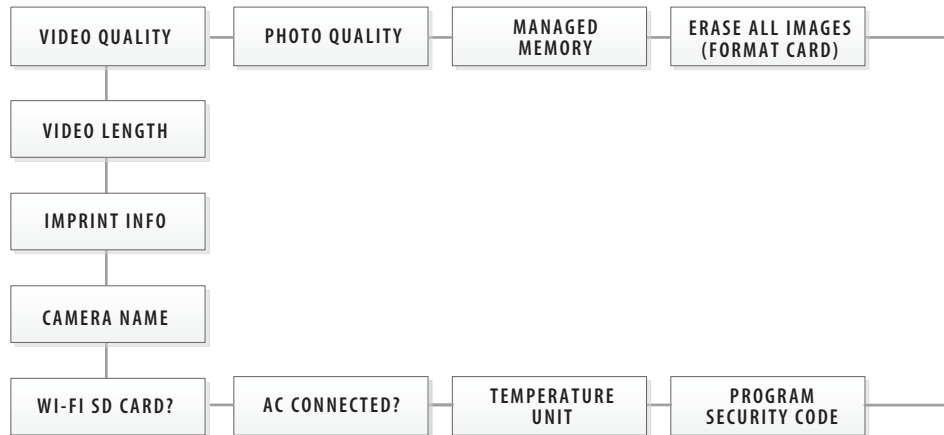 VIDEO QUALITY
PHOTO QUALITY
MANAGED
MEMORY
ERASE ALL IMAGES
(FORMAT CARD)
VIDEO LENGTH
IMPRINT INFO
CAMERA NAME
WI-FI SD CARD?
AC CONNECTED?
TEMPERATURE
UNIT
PROGRAM
SECURITY CODE